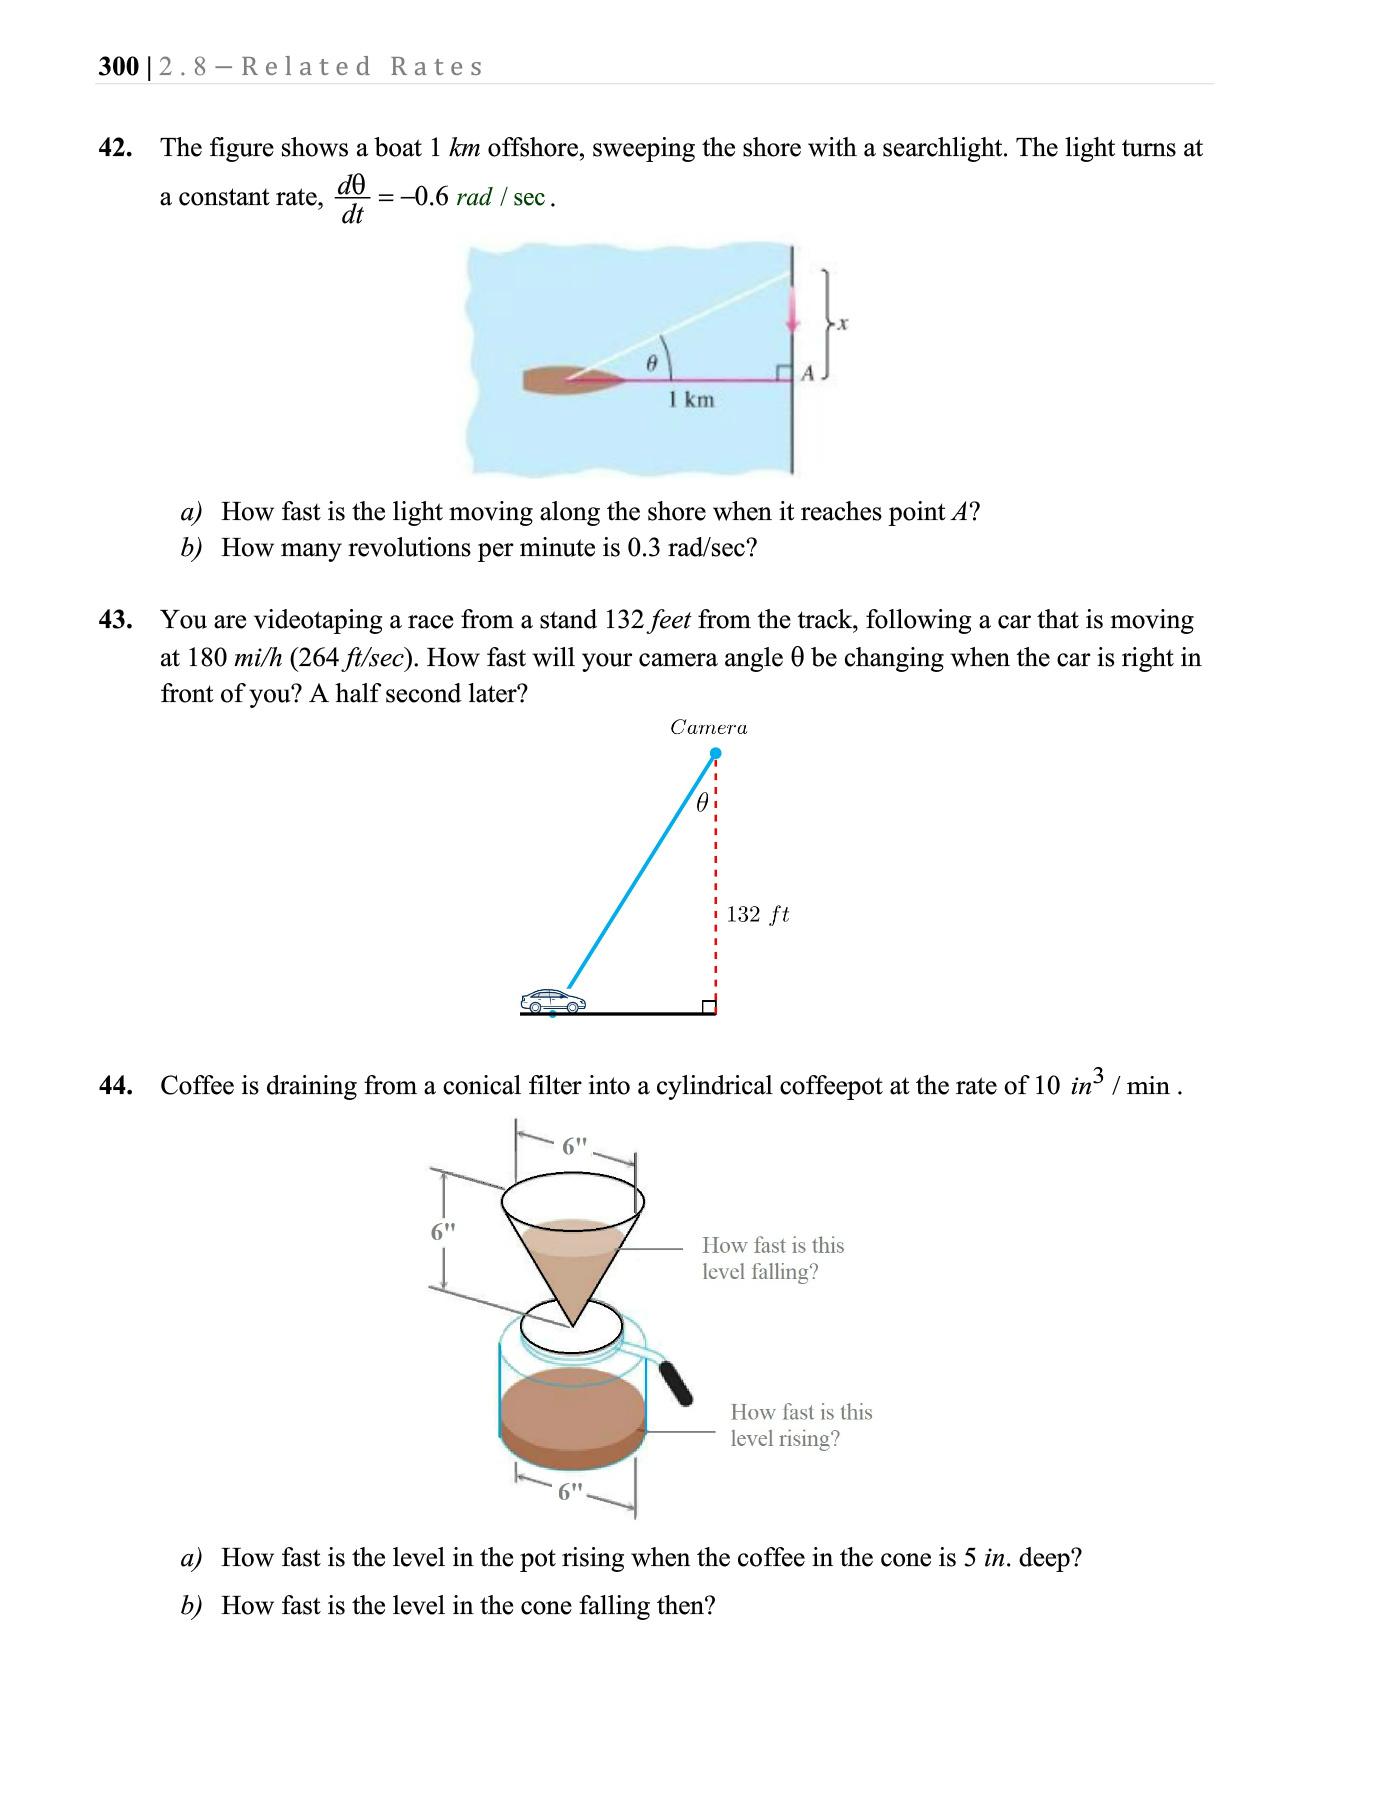 300 | 2.8 – Related Rates
42. The figure shows a boat 1 km offshore, sweeping the shore with a searchlight. The light turns at
a constant rate, dθ/dt = –0.6 rad / sec .
θ
1 km
A
x
a) How fast is the light moving along the shore when it reaches point A?
b) How many revolutions per minute is 0.3 rad/sec?
43. You are videotaping a race from a stand 132 feet from the track, following a car that is moving
at 180 mi/h (264 ft/sec). How fast will your camera angle θ be changing when the car is right in
front of you? A half second later?
Camera
θ
132 ft
44. Coffee is draining from a conical filter into a cylindrical coffeepot at the rate of 10 in³ / min .
6"
6"
How fast is this
level falling?
How fast is this
level rising?
6"
a) How fast is the level in the pot rising when the coffee in the cone is 5 in. deep?
b) How fast is the level in the cone falling then?